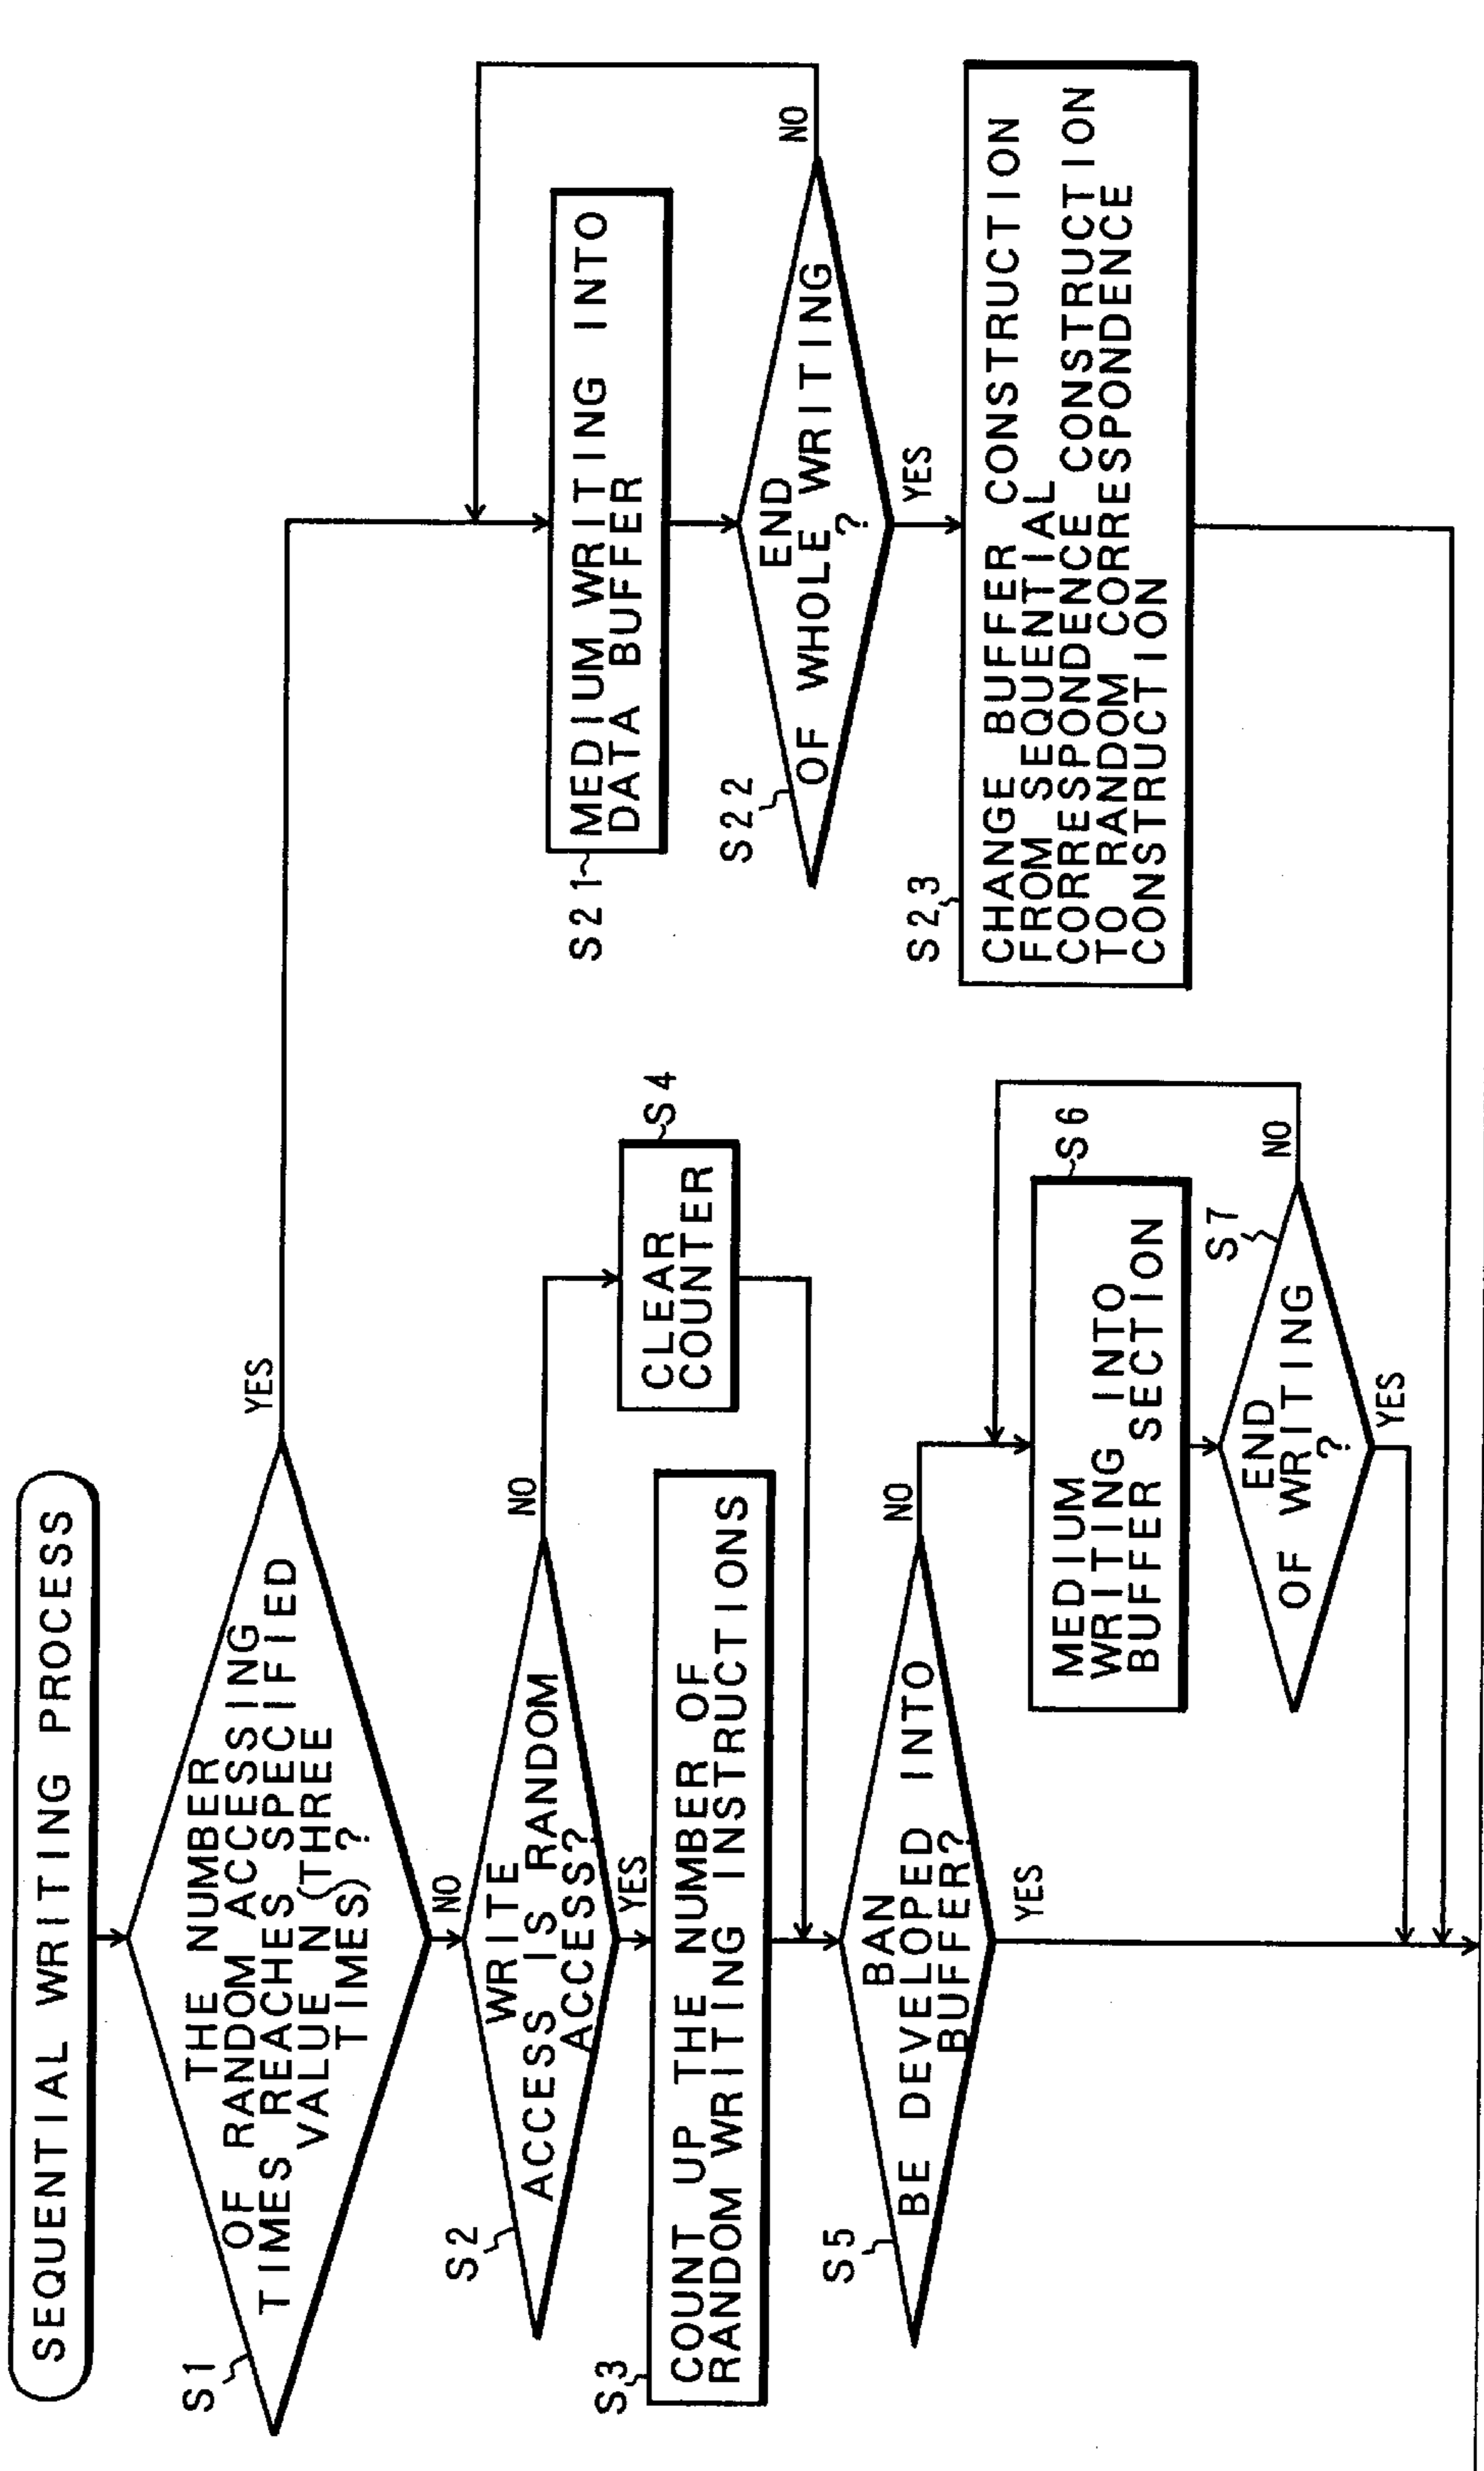 SEQUENTIAL WRITING PROCESS
S1
THE NUMBER
OF RANDOM ACCESSING
TIMES REACHES SPECIFIED
VALUE N (THREE
TIMES) ?
YES
NO
S2
WRITE
ACCESS IS RANDOM
ACCESS?
NO
YES
S3
COUNT UP THE NUMBER OF
RANDOM WRITING INSTRUCTIONS
S4
CLEAR
COUNTER
S5
BAN
BE DEVELOPED INTO
BUFFER?
NO
YES
S6
MEDIUM
WRITING INTO
BUFFER SECTION
S7
END
OF WRITING
?
NO
YES
S21
MEDIUM WRITING INTO
DATA BUFFER
S22
END
OF WHOLE WRITING
?
NO
YES
S23
CHANGE BUFFER CONSTRUCTION
FROM SEQUENTIAL
CORRESPONDENCE CONSTRUCTION
TO RANDOM CORRESPONDENCE
CONSTRUCTION